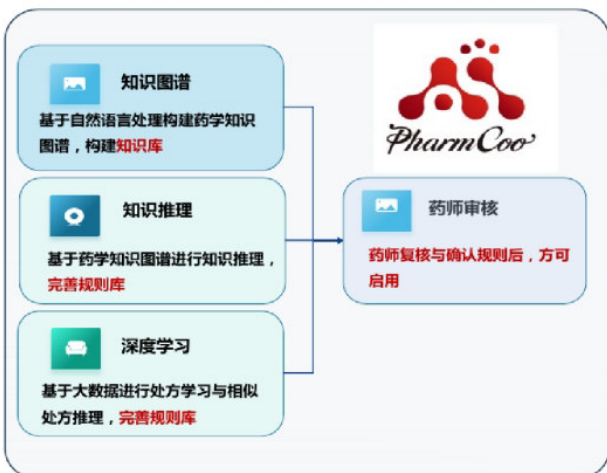 知识图谱
基于自然语言处理构建药学知识
图谱，构建知识库
知识推理
基于药学知识图谱进行知识推理，
完善规则库
深度学习
基于大数据进行处方学习与相似
处方推理，完善规则库
PharmCoo
药师审核
药师复核与确认规则后，方可
启用